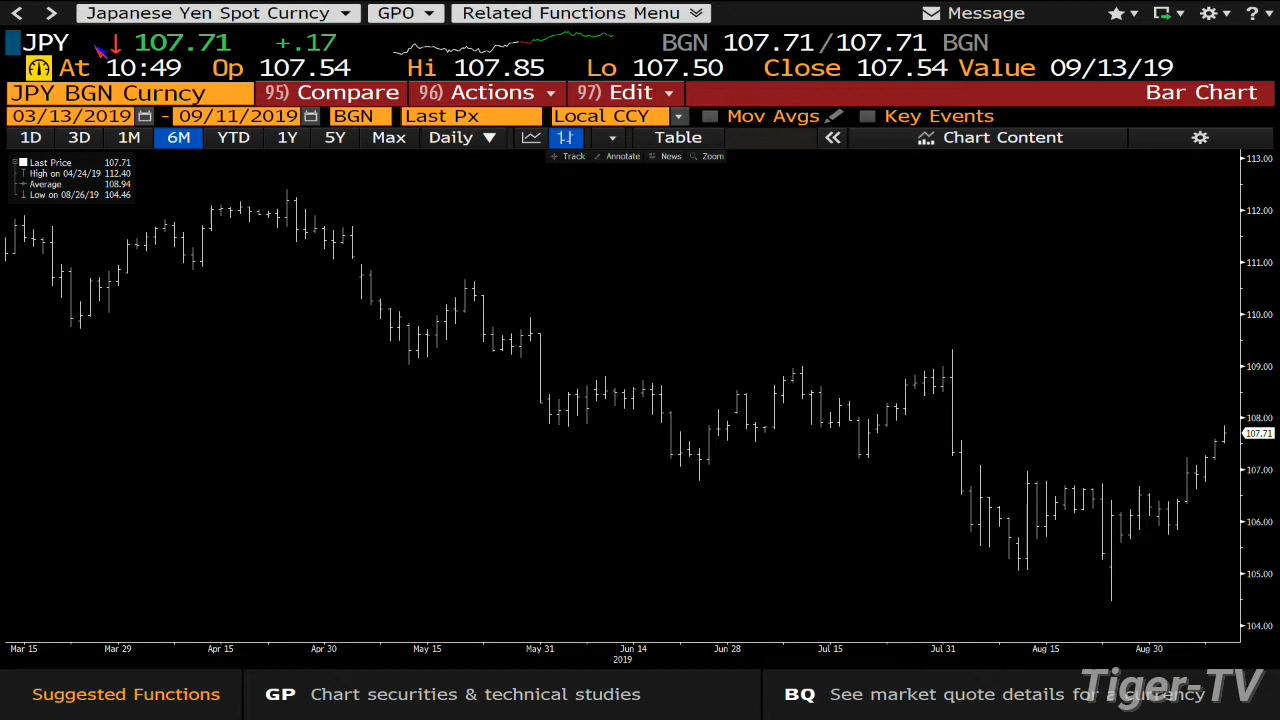 Japanese Yen Spot Curncy GPO Related Functions Menu Message ?
JPY 107.71 +.17 BGN 107.71/107.71 BGN
At 10:49 Op 107.54 Hi 107.85 Lo 107.50 Close 107.54 Value 09/13/19
JPY BGN Curncy 95) Compare 96) Actions 97) Edit Bar Chart
03/13/2019 - 09/11/2019 BGN Last Px Local CCY Mov Avgs Key Events
1D 3D 1M 6M YTD 1Y 5Y Max Daily Table Chart Content
Track Annotate News Zoom
Last Price 107.71
High on 04/24/19 112.40
Average 108.94
Low on 08/26/19 104.46
113.00
112.00
111.00
110.00
109.00
108.00
107.71
107.00
106.00
105.00
104.00
Mar 15 Mar 29 Apr 15 Apr 30 May 15 May 31 Jun 14 Jun 28 Jul 15 Jul 31 Aug 15 Aug 30
2019
Suggested Functions GP Chart securities & technical studies BQ See market quote details for a currency
Tiger-TV